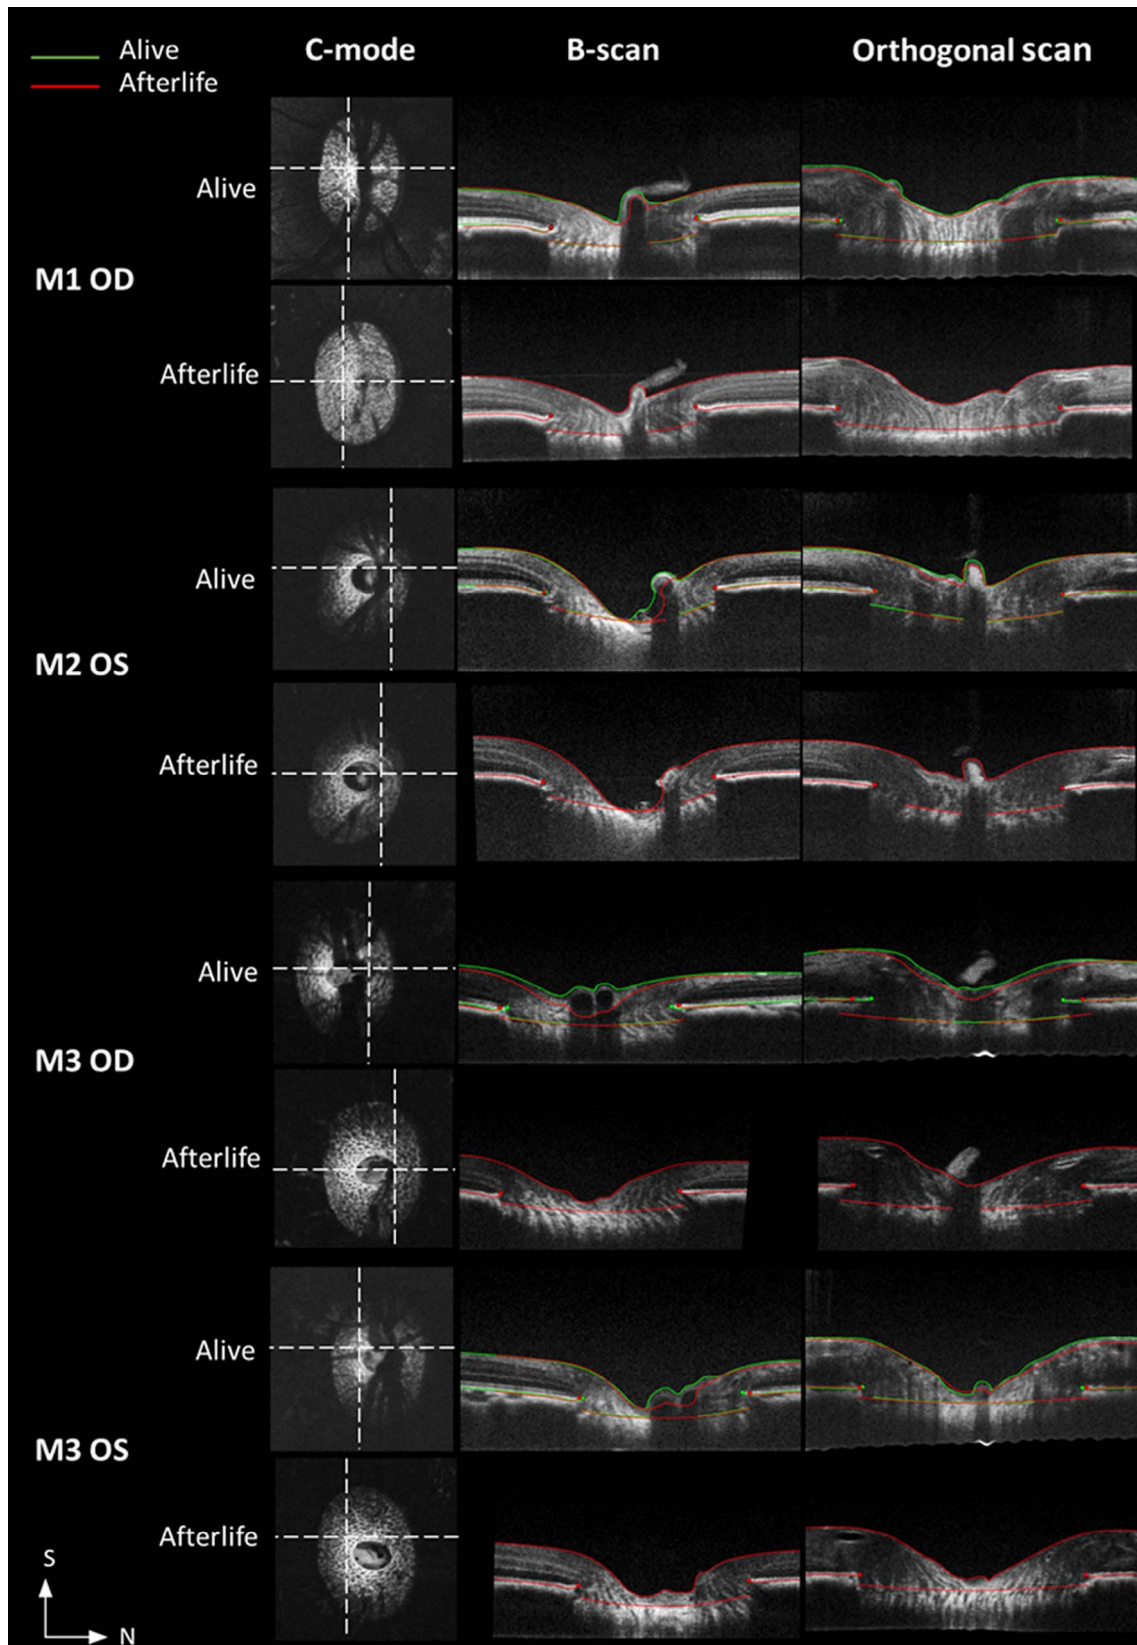 Alive
Afterlife
C-mode
B-scan
Orthogonal scan
Alive
M1 OD
Afterlife
Alive
M2 OS
Afterlife
Alive
M3 OD
Afterlife
Alive
M3 OS
Afterlife
S
N